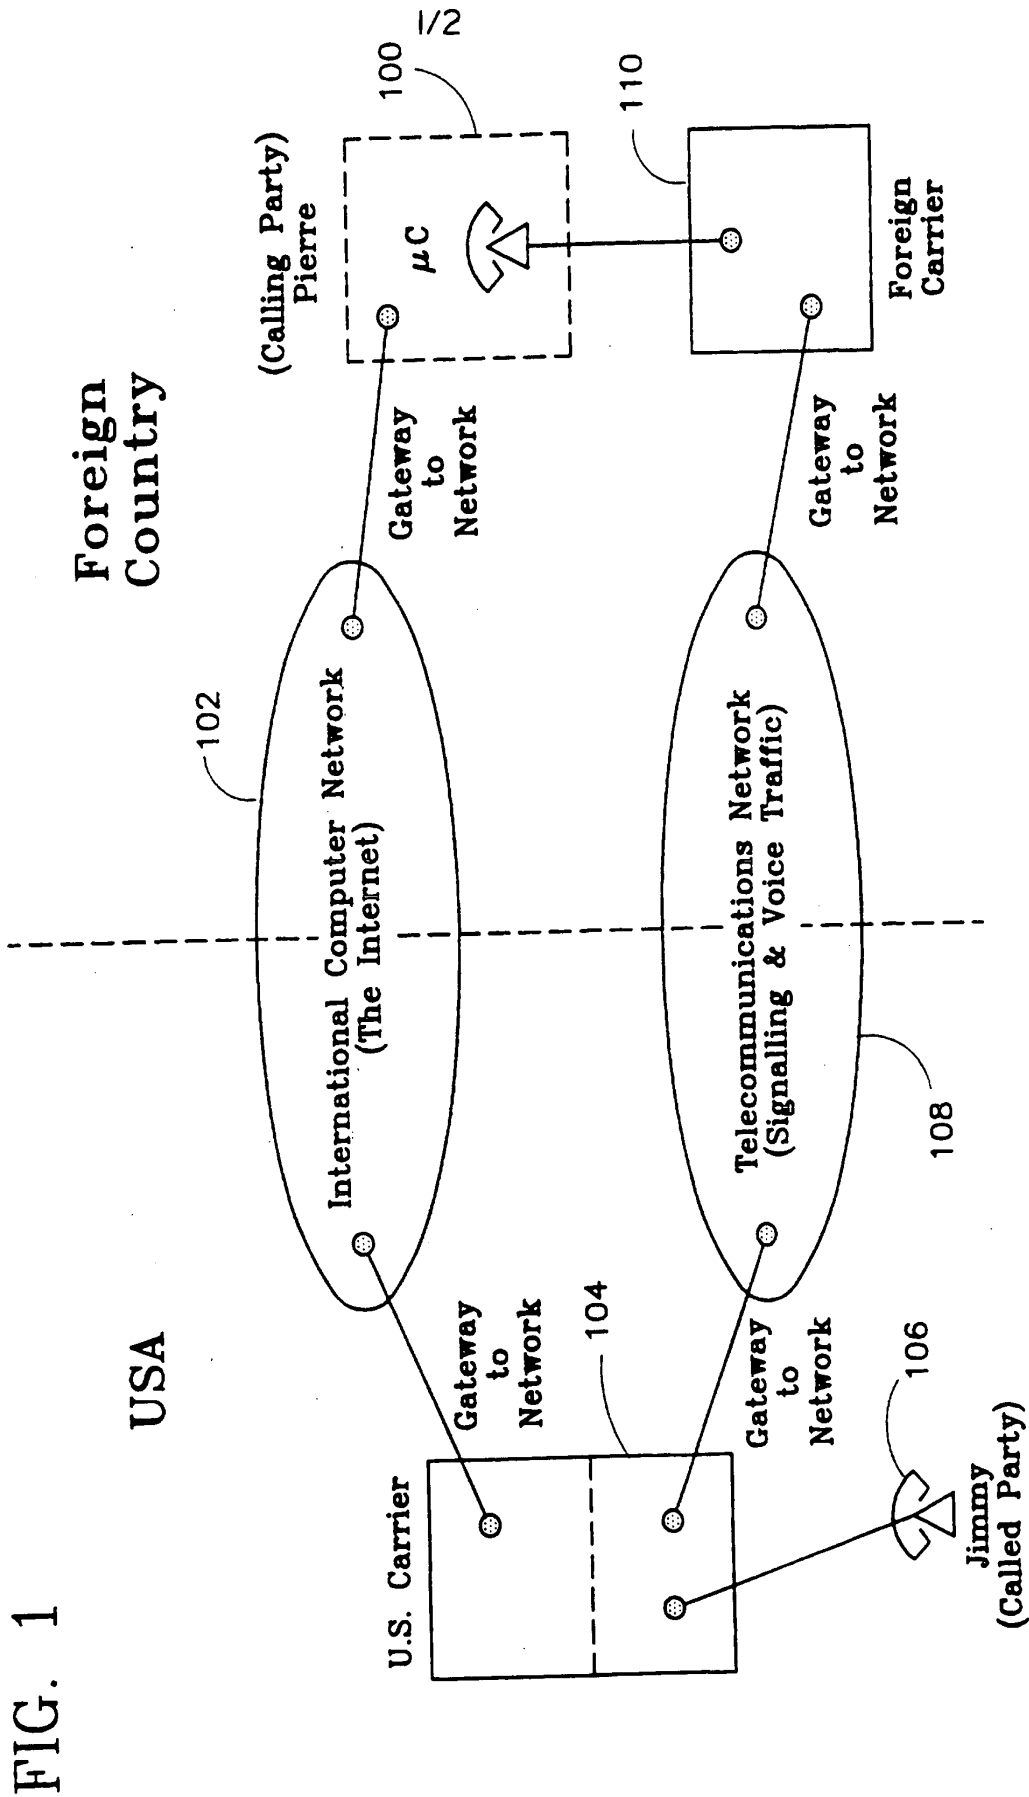 FIG. 1
1/2
USA
Foreign
Country
U.S. Carrier
Gateway
to
Network
102
International Computer Network
(The Internet)
Gateway
to
Network
(Calling Party)
Pierre
100
μC
104
Gateway
to
Network
Telecommunications Network
(Signalling & Voice Traffic)
108
Gateway
to
Network
110
Foreign
Carrier
106
Jimmy
(Called Party)